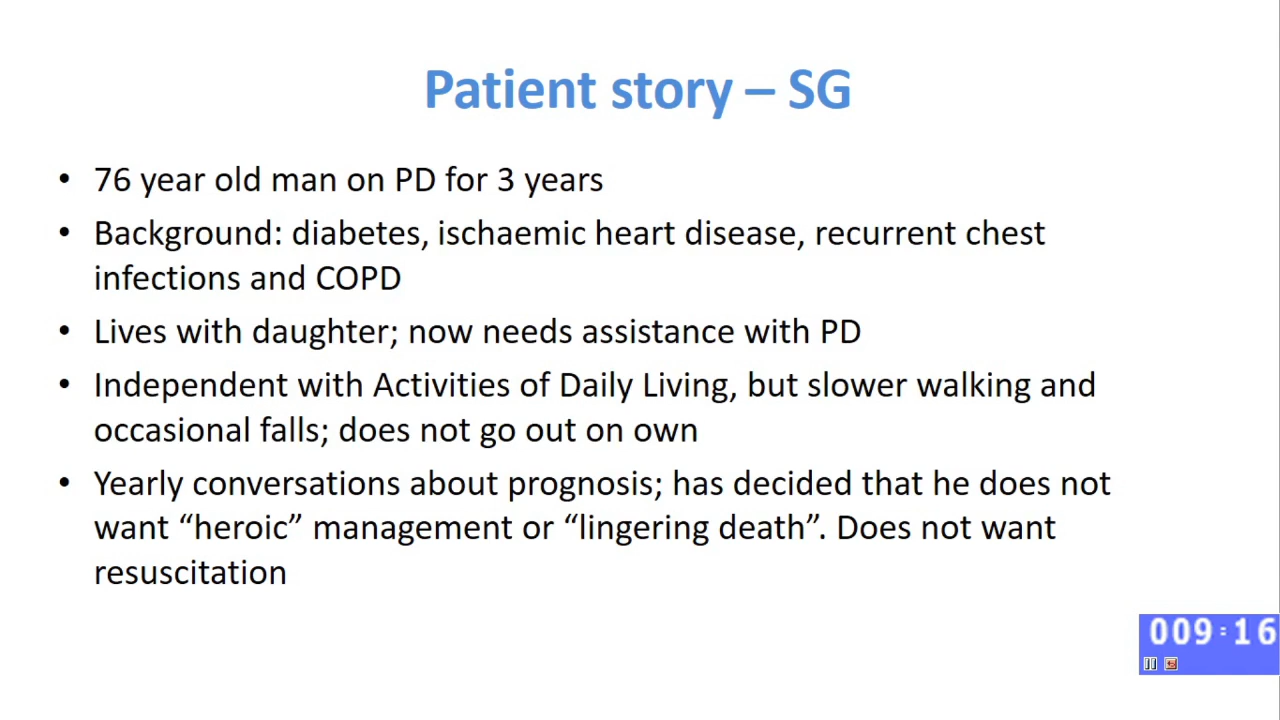 Patient story – SG
• 76 year old man on PD for 3 years
• Background: diabetes, ischaemic heart disease, recurrent chest
infections and COPD
• Lives with daughter; now needs assistance with PD
• Independent with Activities of Daily Living, but slower walking and
occasional falls; does not go out on own
• Yearly conversations about prognosis; has decided that he does not
want “heroic” management or “lingering death”. Does not want
resuscitation
009:16